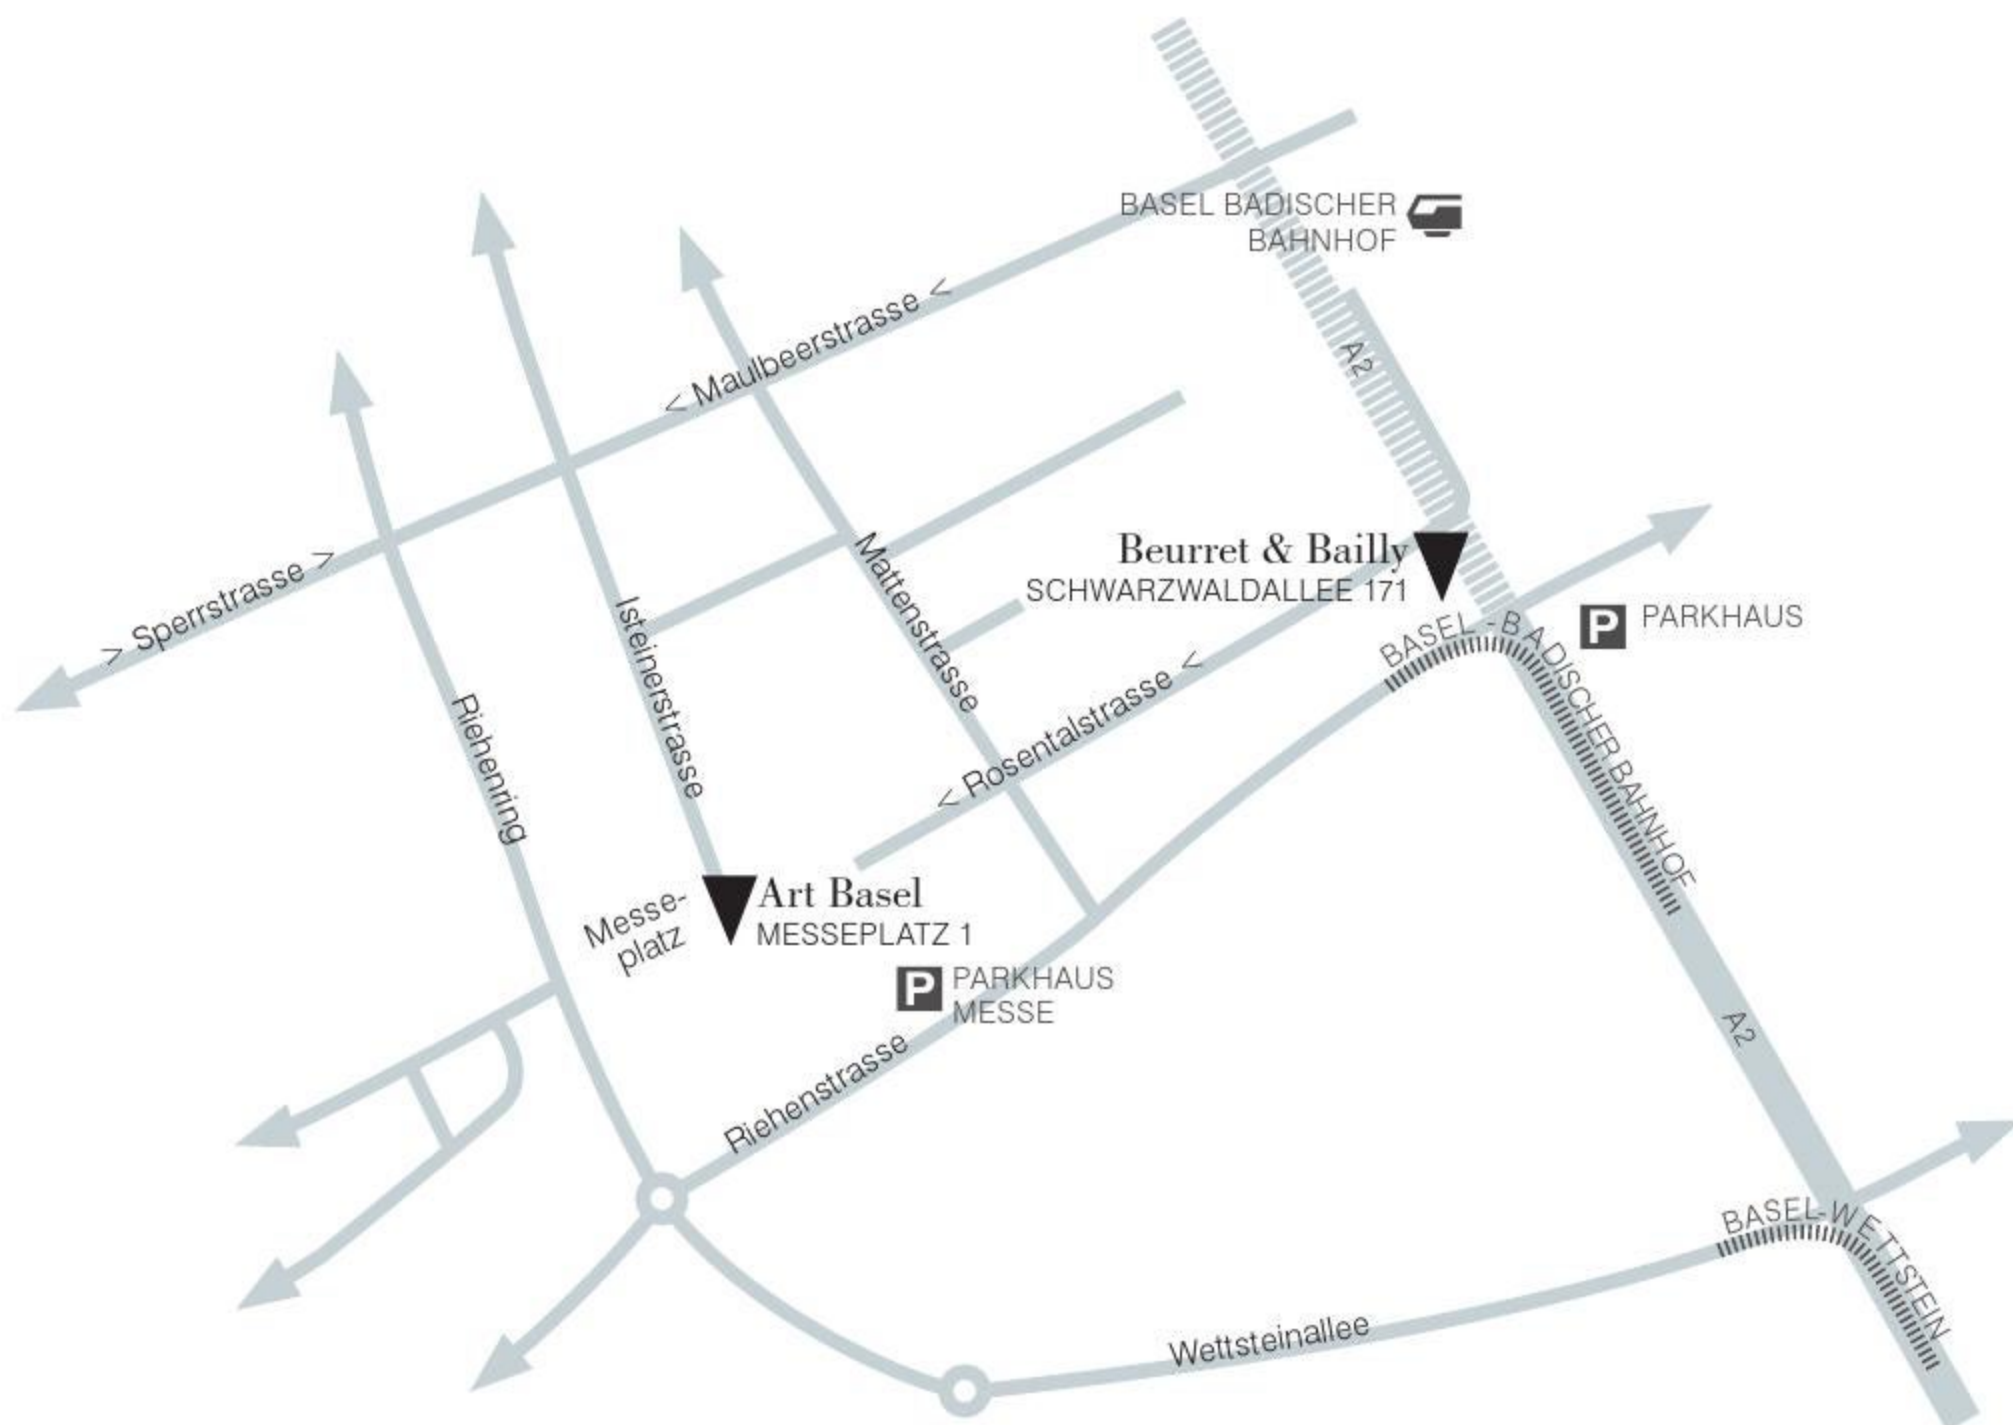 BASEL BADISCHER
BAHNHOF
A2
< Maulbeerstrasse <
> Sperrstrasse >
Beurret & Bailly
SCHWARZWALDALLEE 171
P PARKHAUS
BASEL-BADISCHER BAHNHOF
Mattenstrasse
Isteinerstrasse
Riehenring
< Rosentalstrasse <
Messe-
platz
Art Basel
MESSEPLATZ 1
P PARKHAUS
MESSE
A2
Riehenstrasse
BASEL-WETTSTEIN
Wettsteinallee